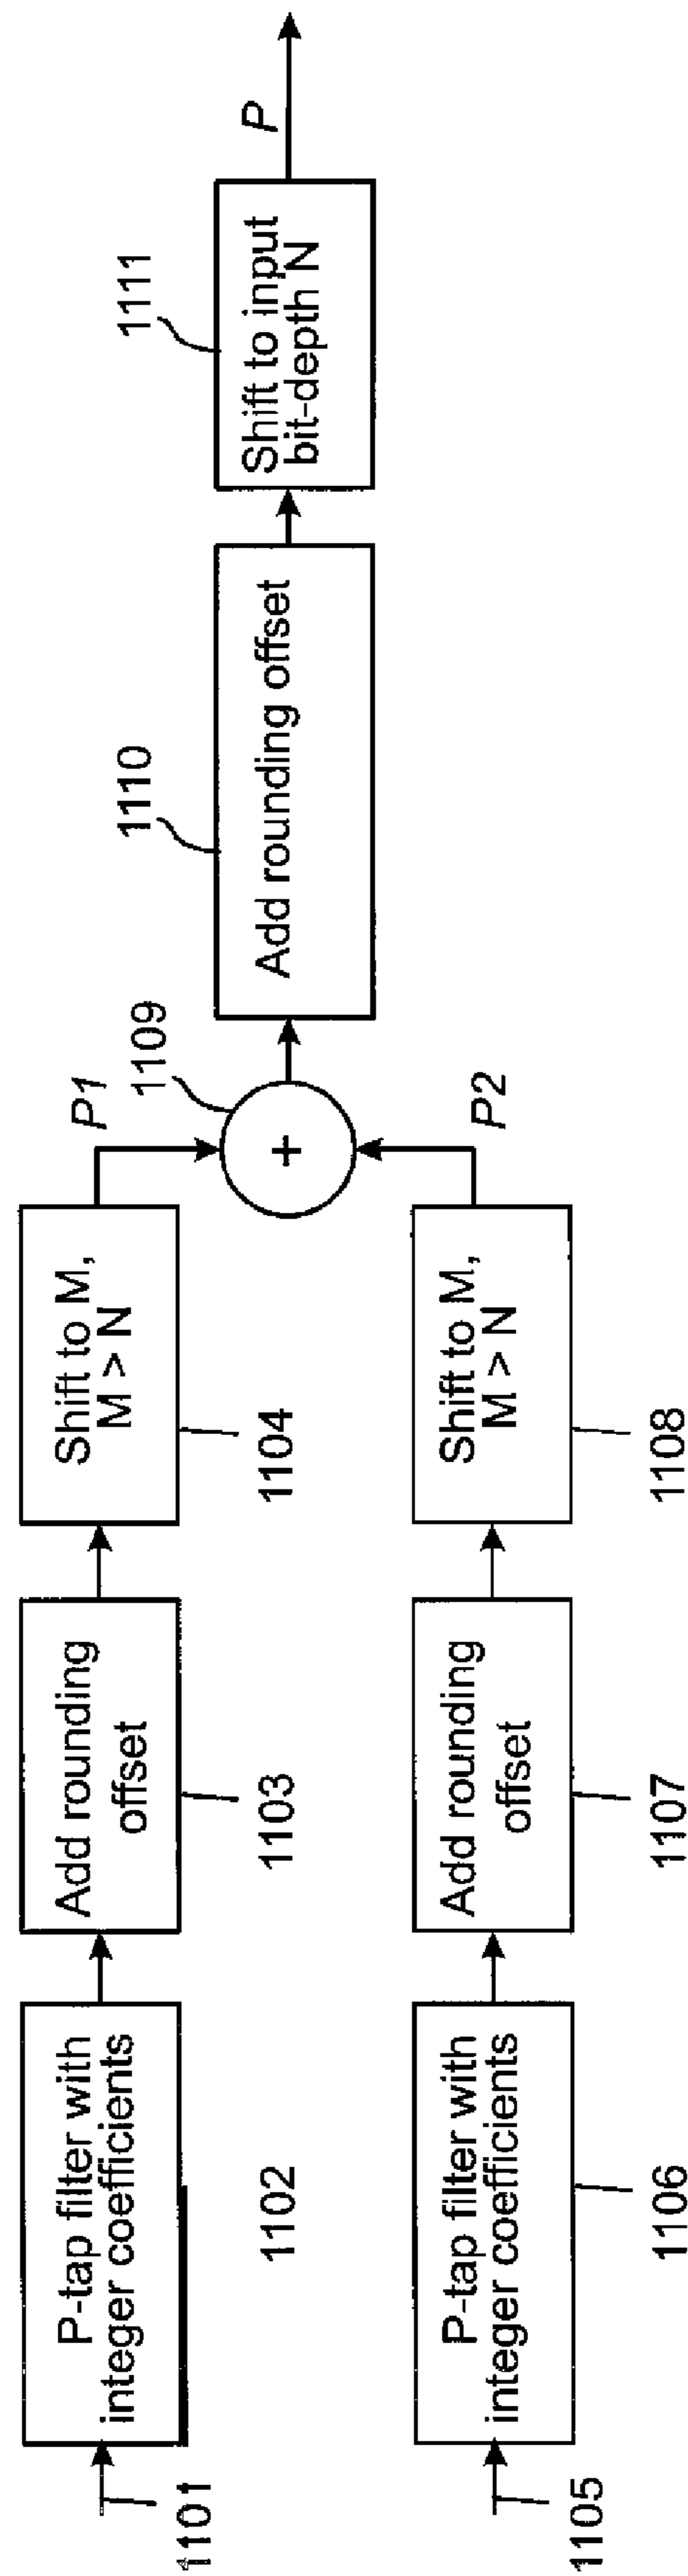 1101
P-tap filter with
integer coefficients
1102
Add rounding
offset
1103
Shift to M,
M > N
1104
P1
1105
P-tap filter with
integer coefficients
1106
Add rounding
offset
1107
Shift to M,
M > N
1108
P2
1109
+
Add rounding offset
1110
Shift to input
bit-depth N
1111
P